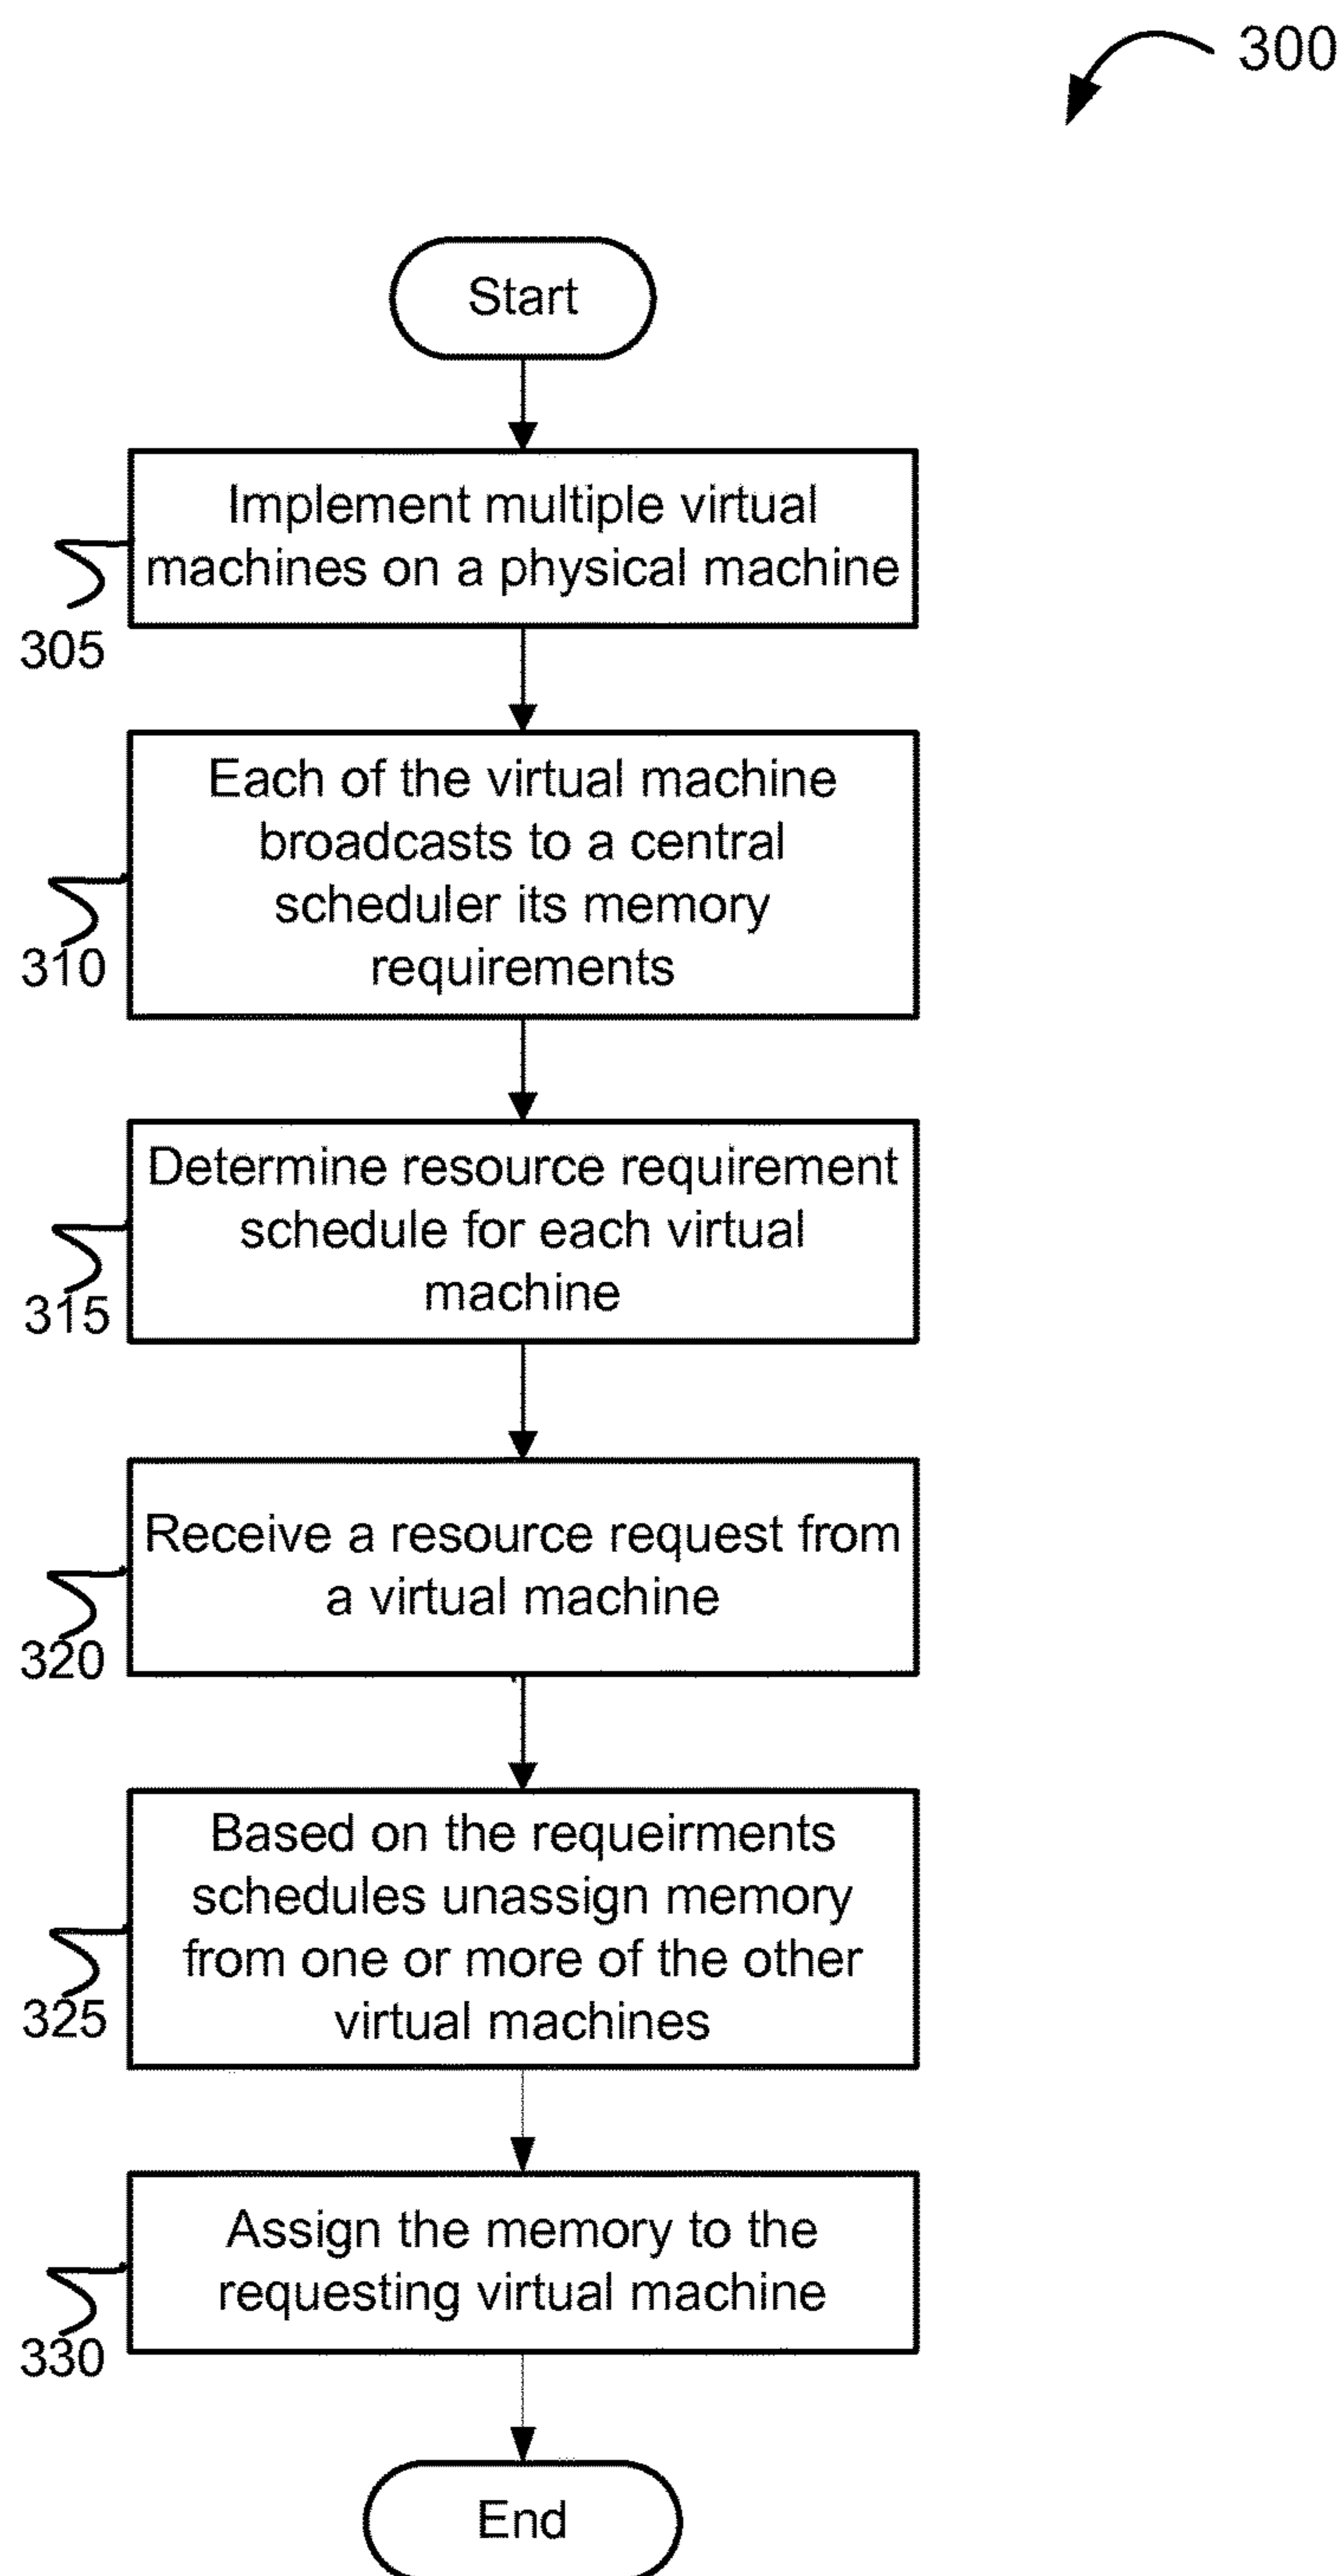 300
Start
Implement multiple virtual
machines on a physical machine
305
Each of the virtual machine
broadcasts to a central
scheduler its memory
requirements
310
Determine resource requirement
schedule for each virtual
machine
315
Receive a resource request from
a virtual machine
320
Based on the requeirments
schedules unassign memory
from one or more of the other
virtual machines
325
Assign the memory to the
requesting virtual machine
330
End